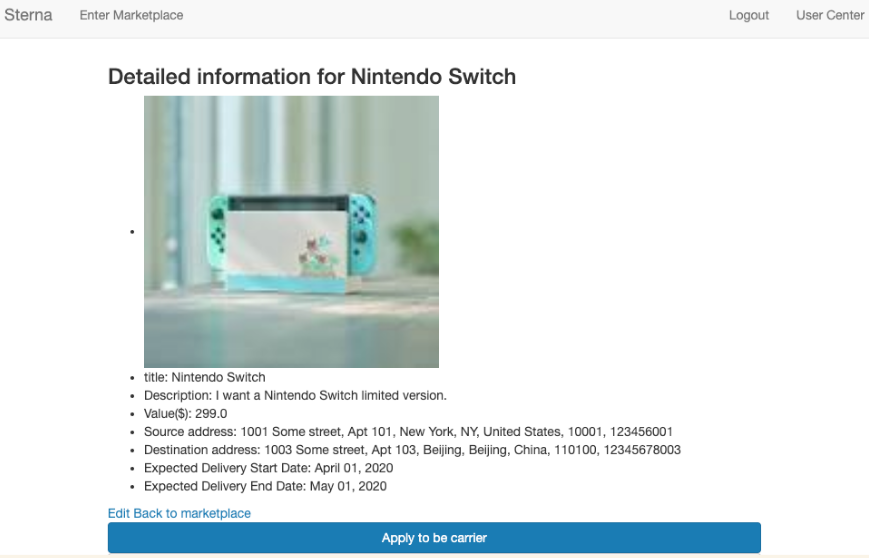 Sterna Enter Marketplace Logout User Center
Detailed information for Nintendo Switch
title: Nintendo Switch
Description: I want a Nintendo Switch limited version.
Value($): 299.0
Source address: 1001 Some street, Apt 101, New York, NY, United States, 10001, 123456001
Destination address: 1003 Some street, Apt 103, Beijing, Beijing, China, 110100, 12345678003
Expected Delivery Start Date: April 01, 2020
Expected Delivery End Date: May 01, 2020
Edit Back to marketplace
Apply to be carrier